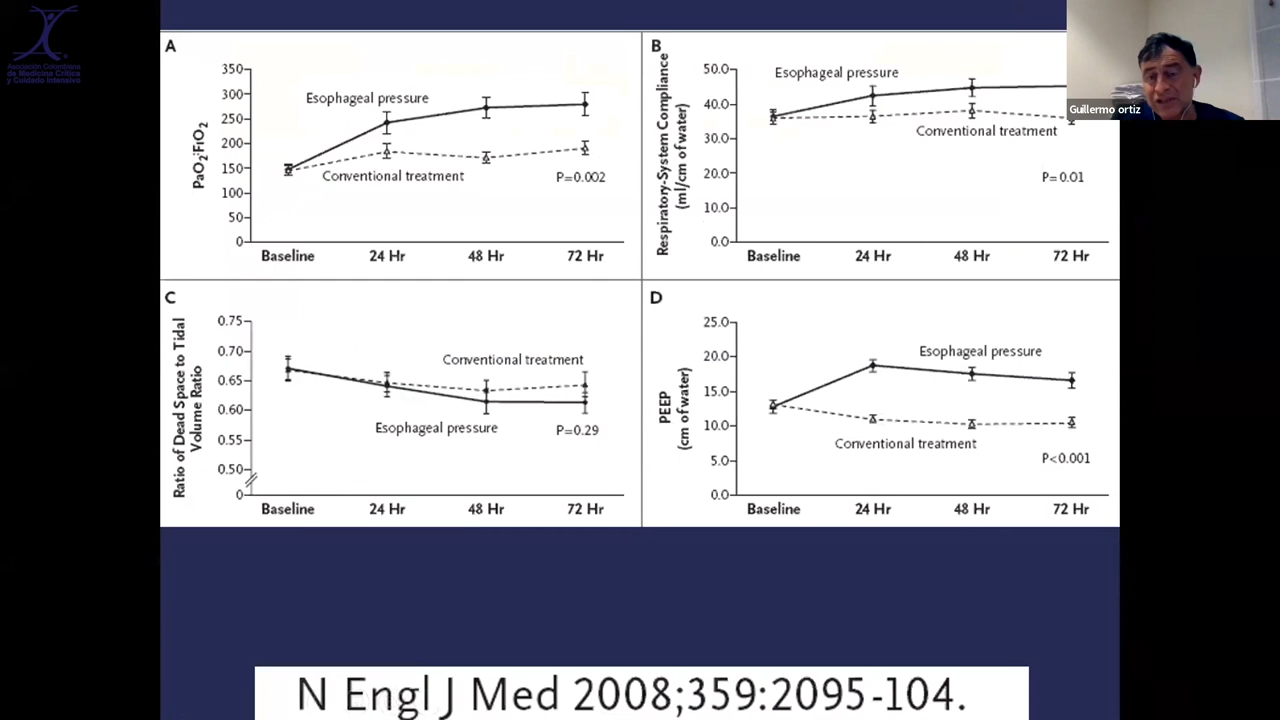 Asociación Colombiana
de Medicina Crítica
y Cuidado Intensivo
A
350
300
250
200
150
100
50
0
PaO2:FiO2
Esophageal pressure
Conventional treatment
P=0.002
Baseline 24 Hr 48 Hr 72 Hr
B
50.0
40.0
30.0
20.0
10.0
0.0
Respiratory-System Compliance
(ml/cm of water)
Esophageal pressure
Conventional treatment
P=0.01
Baseline 24 Hr 48 Hr 72 Hr
Guillermo ortiz
C
0.75
0.70
0.65
0.60
0.55
0.50
0
Ratio of Dead Space to Tidal
Volume Ratio
Conventional treatment
Esophageal pressure
P=0.29
Baseline 24 Hr 48 Hr 72 Hr
D
25.0
20.0
15.0
10.0
5.0
0.0
PEEP
(cm of water)
Esophageal pressure
Conventional treatment
P<0.001
Baseline 24 Hr 48 Hr 72 Hr
N Engl J Med 2008;359:2095-104.